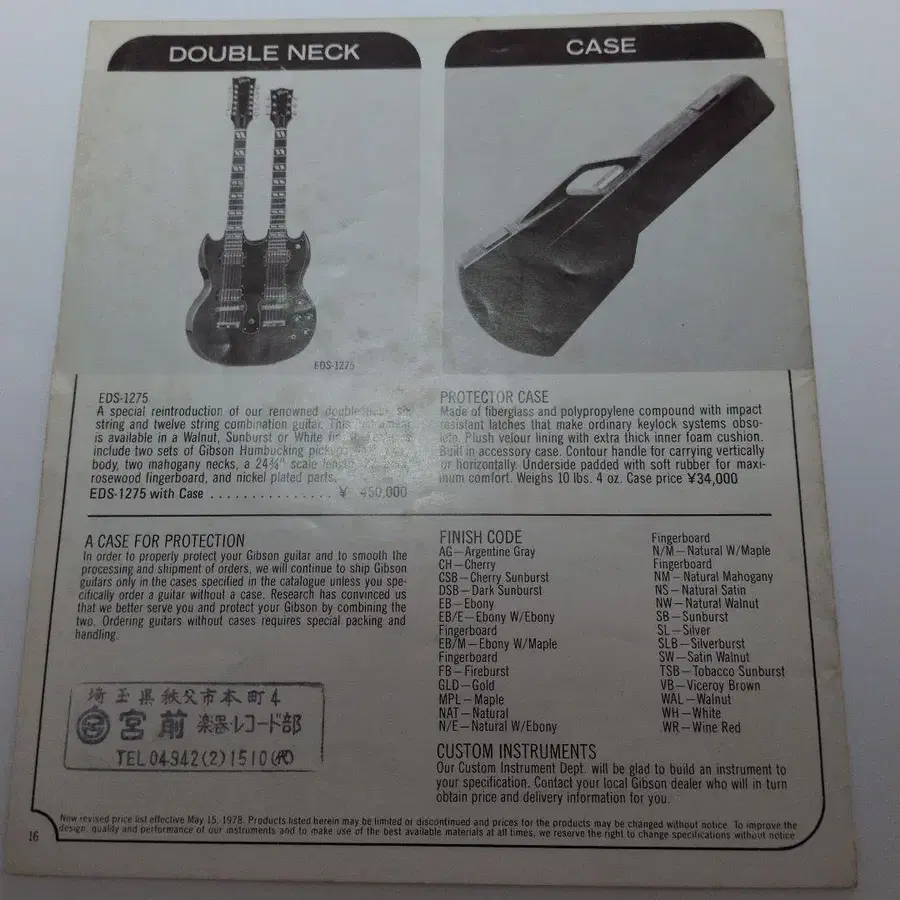 DOUBLE NECK
EDS-1275
EDS-1275
A special reintroduction of our renowned double
string and twelve string combination guitar. This
is available in a Walnut, Sunburst or White
include two sets of Gibson Humbucking
body, two mahogany necks, a 24¾" scale
rosewood fingerboard, and nickel plated parts.
EDS-1275 with Case . . . . . . . . . . . . . . . ¥ 450,000
CASE
PROTECTOR CASE
Made of fiberglass and polypropylene compound with impact
resistant latches that make ordinary keylock systems obso-
lete. Plush velour lining with extra thick inner foam cushion.
Built in accessory case. Contour handle for carrying vertically
or horizontally. Underside padded with soft rubber for maxi-
mum comfort. Weighs 10 lbs. 4 oz. Case price ¥34,000
A CASE FOR PROTECTION
In order to properly protect your Gibson guitar and to smooth the
processing and shipment of orders, we will continue to ship Gibson
guitars only in the cases specified in the catalogue unless you spe-
cifically order a guitar without a case. Research has convinced us
that we better serve you and protect your Gibson by combining the
two. Ordering guitars without cases requires special packing and
handling.
埼玉県秩父市本町4
宮前 楽器・レコード部
TEL 04942(2)1510(代)
FINISH CODE
AG—Argentine Gray
CH—Cherry
CSB—Cherry Sunburst
DSB—Dark Sunburst
EB—Ebony
EB/E—Ebony W/Ebony
Fingerboard
EB/M—Ebony W/Maple
Fingerboard
FB—Fireburst
GLD—Gold
MPL—Maple
NAT—Natural
N/E—Natural W/Ebony
Fingerboard
N/M—Natural W/Maple
Fingerboard
NM—Natural Mahogany
NS—Natural Satin
NW—Natural Walnut
SB—Sunburst
SL—Silver
SLB—Silverburst
SW—Satin Walnut
TSB—Tobacco Sunburst
VB—Viceroy Brown
WAL—Walnut
WH—White
WR—Wine Red
CUSTOM INSTRUMENTS
Our Custom Instrument Dept. will be glad to build an instrument to
your specification. Contact your local Gibson dealer who will in turn
obtain price and delivery information for you.
Now revised price list effective May 15, 1978. Products listed herein may be limited or discontinued and prices for the products may be changed without notice. To improve the
design, quality and performance of our instruments and to make use of the best available materials at all times, we reserve the right to change specifications without notice
16